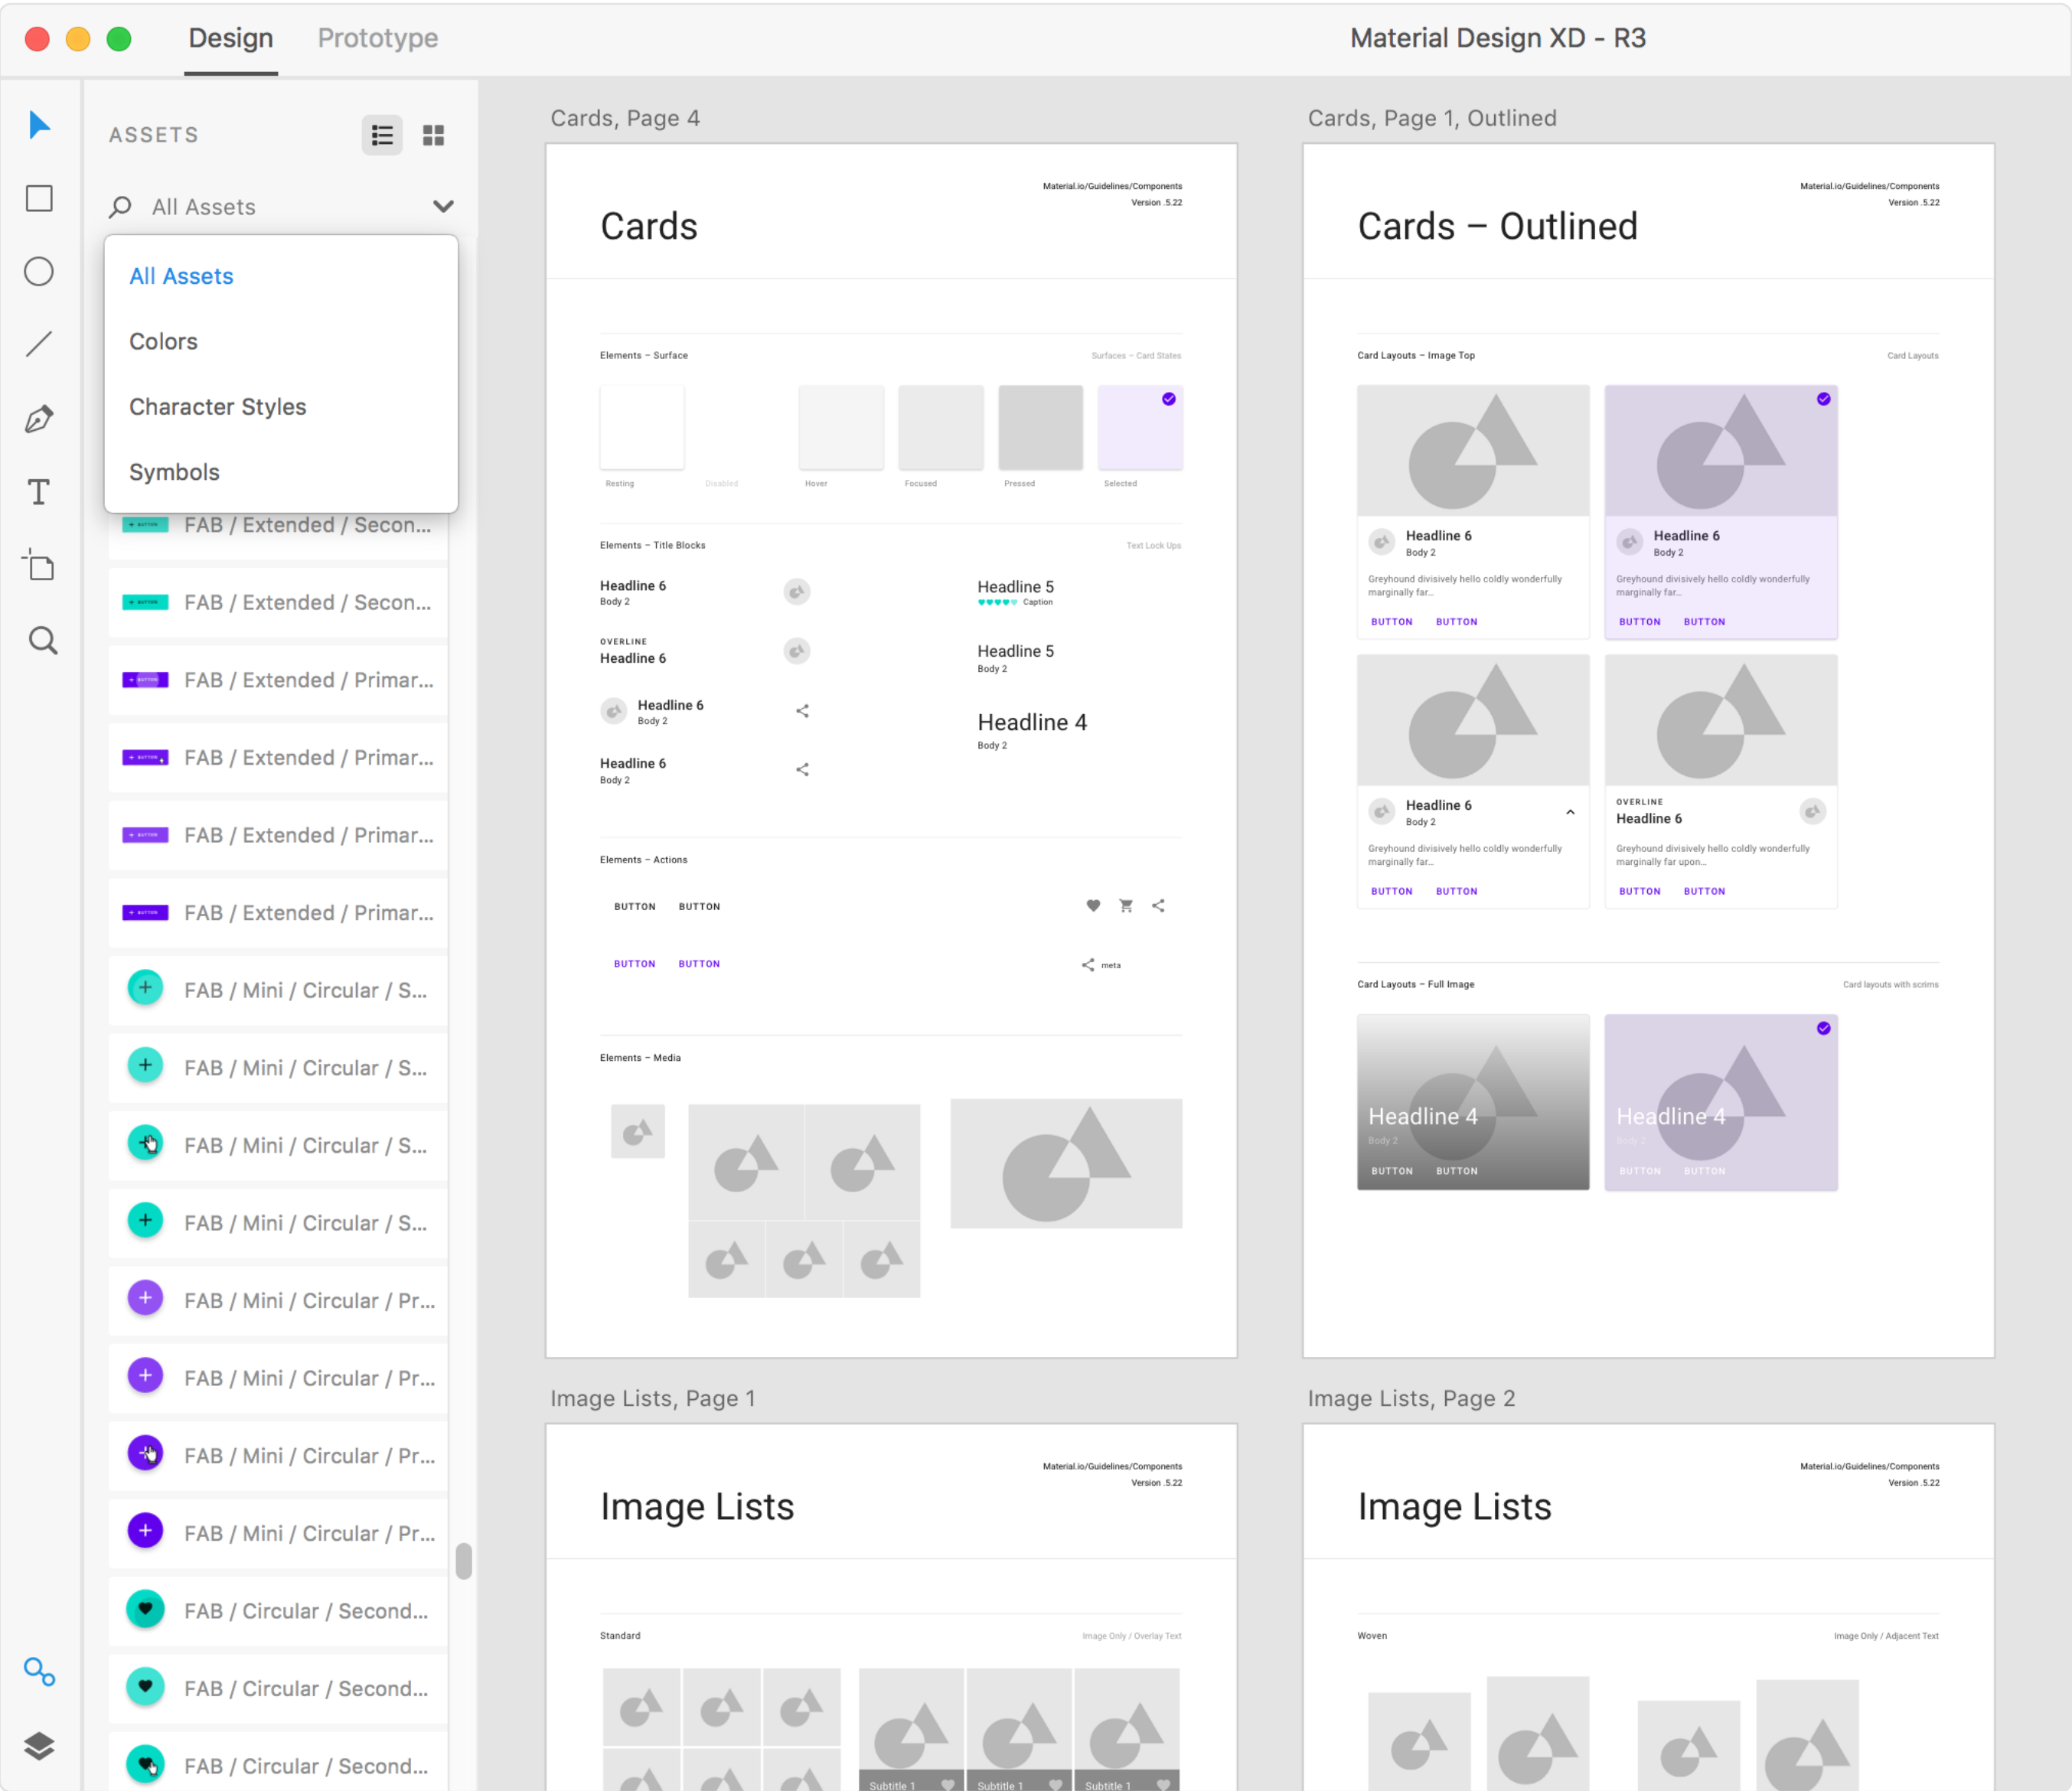 Design Prototype Material Design XD - R3
ASSETS
All Assets
All Assets
Colors
Character Styles
Symbols
BUTTON FAB / Extended / Secon...
BUTTON FAB / Extended / Secon...
BUTTON FAB / Extended / Primar...
BUTTON FAB / Extended / Primar...
BUTTON FAB / Extended / Primar...
BUTTON FAB / Extended / Primar...
FAB / Mini / Circular / S...
FAB / Mini / Circular / S...
FAB / Mini / Circular / S...
FAB / Mini / Circular / S...
FAB / Mini / Circular / Pr...
FAB / Mini / Circular / Pr...
FAB / Mini / Circular / Pr...
FAB / Mini / Circular / Pr...
FAB / Circular / Second...
FAB / Circular / Second...
FAB / Circular / Second...
Cards, Page 4
Material.io/Guidelines/Components
Version .5.22
Cards
Elements – Surface Surfaces – Card States
Resting Disabled Hover Focused Pressed Selected
Elements – Title Blocks Text Lock Ups
Headline 6
Body 2
OVERLINE
Headline 6
Headline 6
Body 2
Headline 6
Body 2
Headline 5
Caption
Headline 5
Body 2
Headline 4
Body 2
Elements – Actions
BUTTON BUTTON
BUTTON BUTTON meta
Elements – Media
Cards, Page 1, Outlined
Material.io/Guidelines/Components
Version .5.22
Cards – Outlined
Card Layouts – Image Top Card Layouts
Headline 6
Body 2
Greyhound divisively hello coldly wonderfully
marginally far...
BUTTON BUTTON
Headline 6
Body 2
Greyhound divisively hello coldly wonderfully
marginally far...
BUTTON BUTTON
Headline 6
Body 2
Greyhound divisively hello coldly wonderfully
marginally far...
BUTTON BUTTON
OVERLINE
Headline 6
Greyhound divisively hello coldly wonderfully
marginally far upon...
BUTTON BUTTON
Card Layouts – Full Image Card layouts with scrims
Headline 4
Body 2
BUTTON BUTTON
Headline 4
Body 2
BUTTON BUTTON
Image Lists, Page 1
Material.io/Guidelines/Components
Version .5.22
Image Lists
Standard Image Only / Overlay Text
Subtitle 1 Subtitle 1 Subtitle 1
Image Lists, Page 2
Material.io/Guidelines/Components
Version .5.22
Image Lists
Woven Image Only / Adjacent Text